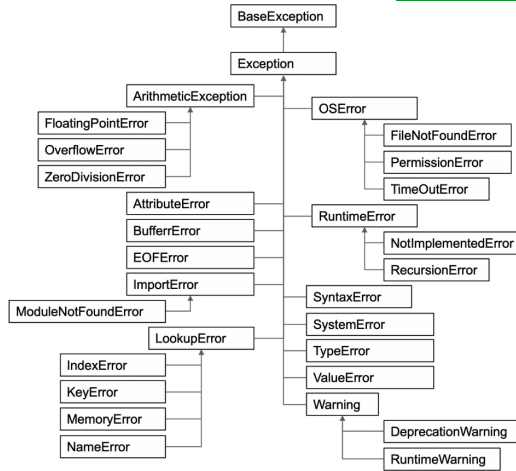 BaseException
Exception
ArithmeticException
FloatingPointError
OverflowError
ZeroDivisionError
AttributeError
BufferrError
EOFError
ImportError
ModuleNotFoundError
LookupError
IndexError
KeyError
MemoryError
NameError
OSError
FileNotFoundError
PermissionError
TimeOutError
RuntimeError
NotImplementedError
RecursionError
SyntaxError
SystemError
TypeError
ValueError
Warning
DeprecationWarning
RuntimeWarning